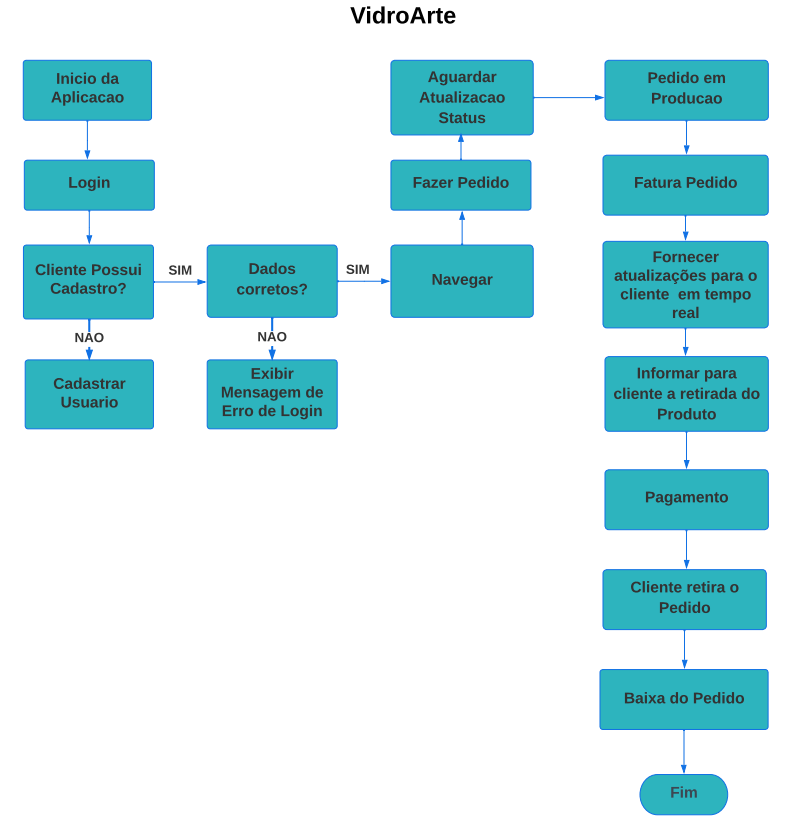 VidroArte
Inicio da
Aplicacao
Login
Cliente Possui
Cadastro?
SIM
NAO
Cadastrar
Usuario
Dados
corretos?
SIM
NAO
Exibir
Mensagem de
Erro de Login
Navegar
Fazer Pedido
Aguardar
Atualizacao
Status
Pedido em
Producao
Fatura Pedido
Fornecer
atualizações para o
cliente em tempo
real
Informar para
cliente a retirada do
Produto
Pagamento
Cliente retira o
Pedido
Baixa do Pedido
Fim